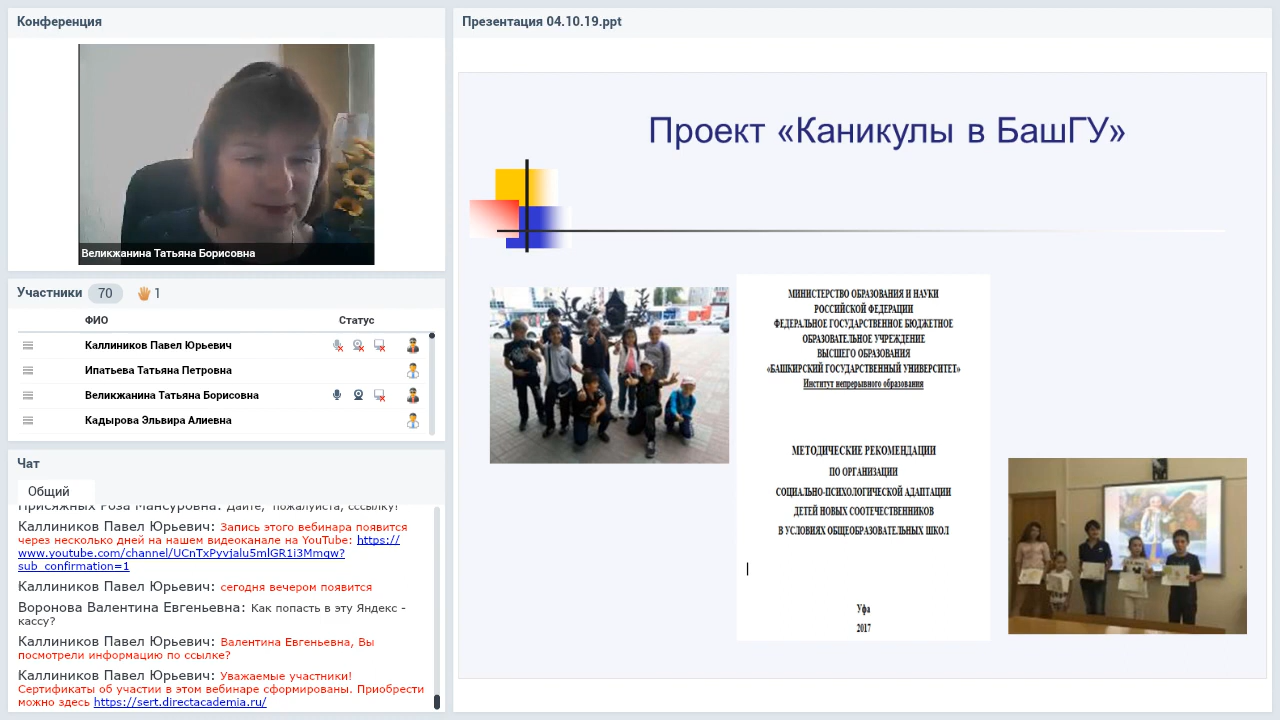 Конференция
Великжанина Татьяна Борисовна
Участники 70 1
ФИО Статус
Каллиников Павел Юрьевич
Ипатьева Татьяна Петровна
Великжанина Татьяна Борисовна
Кадырова Эльвира Алиевна
Чат
Общий
Присяжных Роза Мансуровна: Дайте, пожалуйста, сссылку!
Каллиников Павел Юрьевич: Запись этого вебинара появится
через несколько дней на нашем видеоканале на YouTube: https://
www.youtube.com/channel/UCnTxPyvjalu5mlGR1i3Mmqw?
sub_confirmation=1
Каллиников Павел Юрьевич: сегодня вечером появится
Воронова Валентина Евгеньевна: Как попасть в эту Яндекс -
кассу?
Каллиников Павел Юрьевич: Валентина Евгеньевна, Вы
посмотрели информацию по ссылке?
Каллиников Павел Юрьевич: Уважаемые участники!
Сертификаты об участии в этом вебинаре сформированы. Приобрести
можно здесь https://sert.directacademia.ru/
Презентация 04.10.19.ppt
Проект «Каникулы в БашГУ»
МИНИСТЕРСТВО ОБРАЗОВАНИЯ И НАУКИ
РОССИЙСКОЙ ФЕДЕРАЦИИ
ФЕДЕРАЛЬНОЕ ГОСУДАРСТВЕННОЕ БЮДЖЕТНОЕ
ОБРАЗОВАТЕЛЬНОЕ УЧРЕЖДЕНИЕ
ВЫСШЕГО ОБРАЗОВАНИЯ
«БАШКИРСКИЙ ГОСУДАРСТВЕННЫЙ УНИВЕРСИТЕТ»
Институт непрерывного образования
МЕТОДИЧЕСКИЕ РЕКОМЕНДАЦИИ
ПО ОРГАНИЗАЦИИ
СОЦИАЛЬНО-ПСИХОЛОГИЧЕСКОЙ АДАПТАЦИИ
ДЕТЕЙ НОВЫХ СООТЕЧЕСТВЕННИКОВ
В УСЛОВИЯХ ОБЩЕОБРАЗОВАТЕЛЬНЫХ ШКОЛ
Уфа
2017